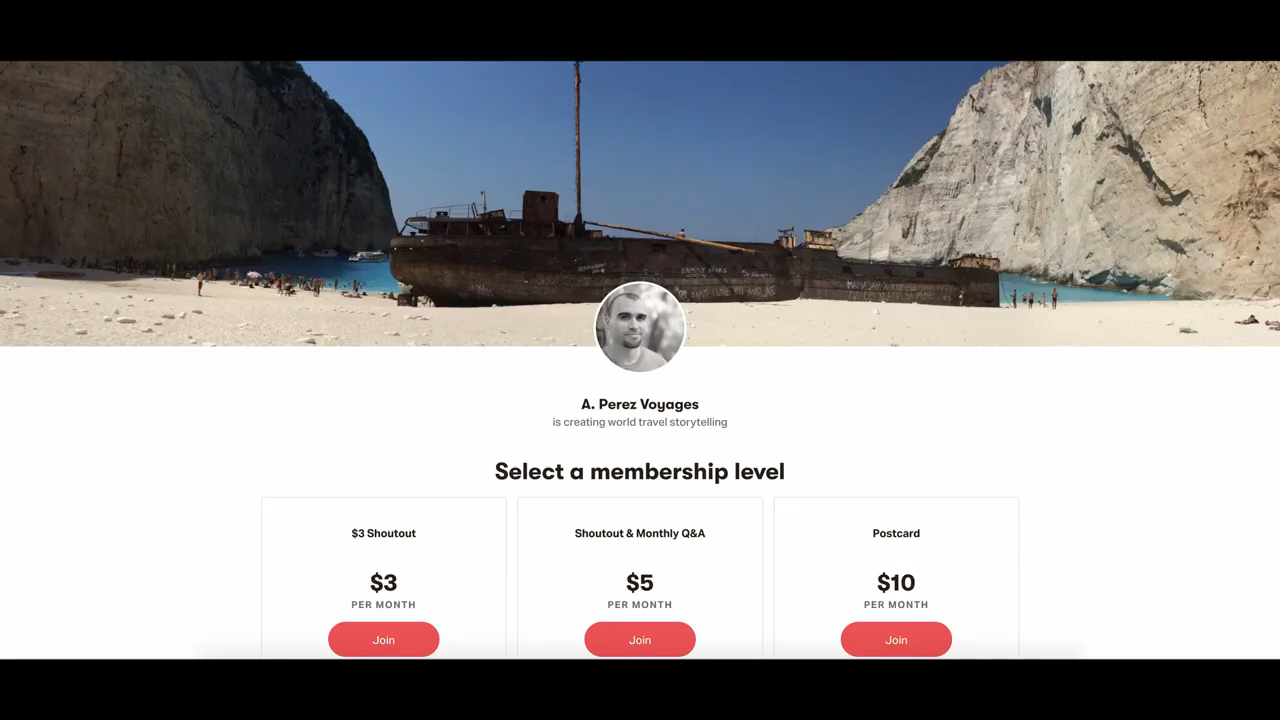 A. Perez Voyages
is creating world travel storytelling
Select a membership level
$3 Shoutout
$3
PER MONTH
Join
Shoutout & Monthly Q&A
$5
PER MONTH
Join
Postcard
$10
PER MONTH
Join